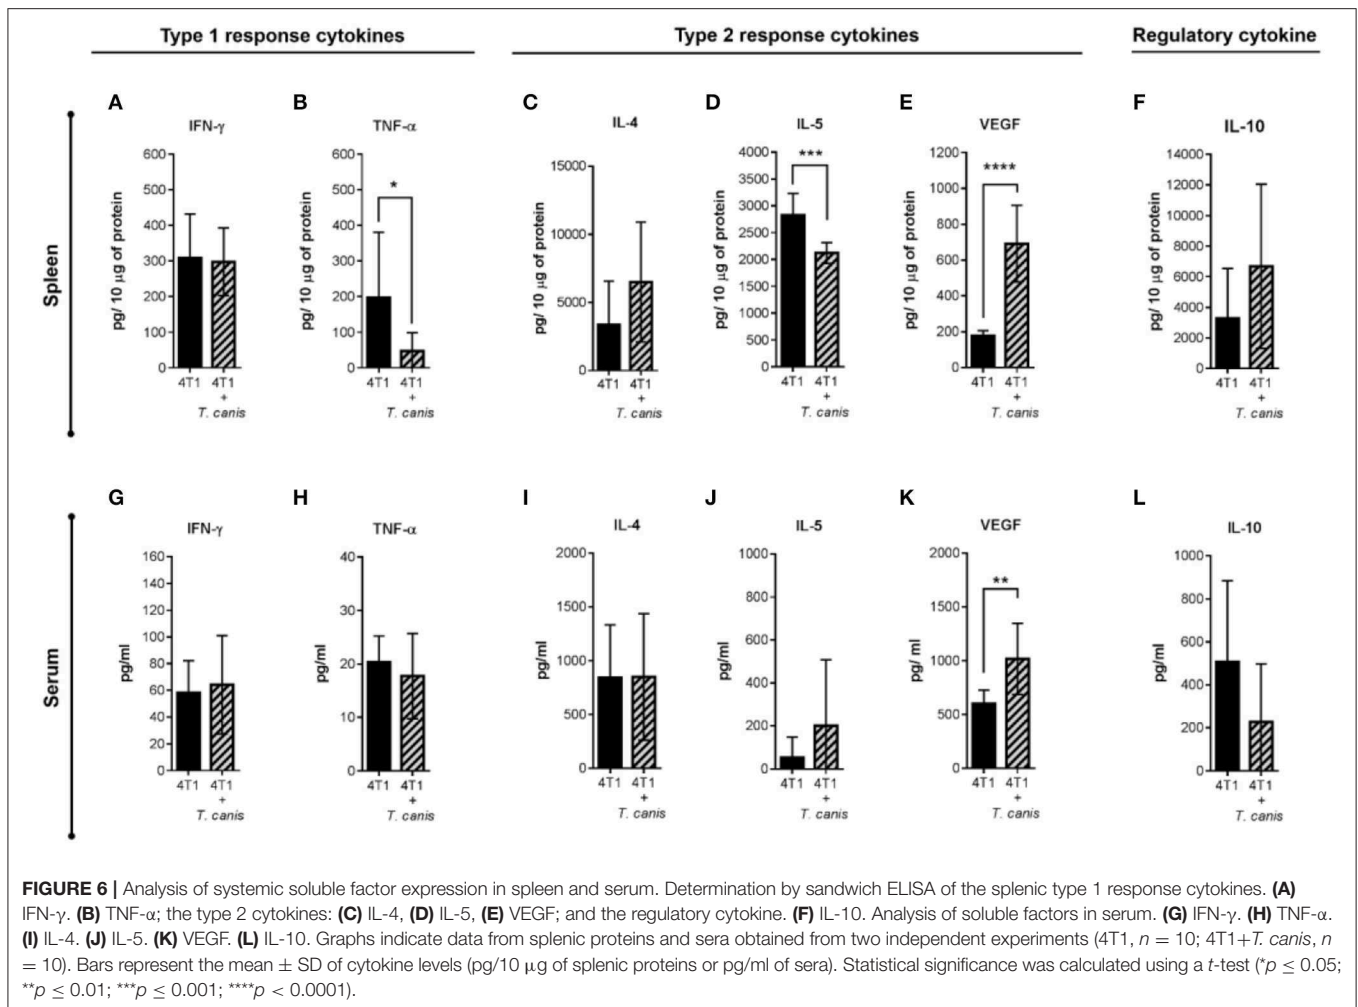 Type 1 response cytokines
Type 2 response cytokines
Regulatory cytokine
Spleen
A
IFN-γ
pg/ 10 µg of protein
600
500
400
300
200
100
0
4T1
4T1
+
T. canis
B
TNF-α
pg/ 10 µg of protein
600
500
400
300
200
100
0
*
4T1
4T1
+
T. canis
C
IL-4
pg/ 10 µg of protein
15000
10000
5000
0
4T1
4T1
+
T. canis
D
IL-5
pg/ 10 µg of protein
4000
3500
3000
2500
2000
1500
1000
500
0
***
4T1
4T1
+
T. canis
E
VEGF
pg/ 10 µg of protein
1200
1000
800
600
400
200
0
****
4T1
4T1
+
T. canis
F
IL-10
pg/ 10 µg of protein
14000
12000
10000
8000
6000
4000
2000
0
4T1
4T1
+
T. canis
Serum
G
IFN-γ
pg/ml
160
140
120
100
80
60
40
20
0
4T1
4T1
+
T. canis
H
TNF-α
pg/ml
40
30
20
10
0
4T1
4T1
+
T. canis
I
IL-4
pg/ml
2000
1500
1000
500
0
4T1
4T1
+
T. canis
J
IL-5
pg/ml
1000
800
600
400
200
0
4T1
4T1
+
T. canis
K
VEGF
pg/ ml
2000
1500
1000
500
0
**
4T1
4T1
+
T. canis
L
IL-10
pg/ml
1000
800
600
400
200
0
4T1
4T1
+
T. canis
FIGURE 6 | Analysis of systemic soluble factor expression in spleen and serum. Determination by sandwich ELISA of the splenic type 1 response cytokines. (A)
IFN-γ. (B) TNF-α; the type 2 cytokines: (C) IL-4, (D) IL-5, (E) VEGF; and the regulatory cytokine. (F) IL-10. Analysis of soluble factors in serum. (G) IFN-γ. (H) TNF-α.
(I) IL-4. (J) IL-5. (K) VEGF. (L) IL-10. Graphs indicate data from splenic proteins and sera obtained from two independent experiments (4T1, n = 10; 4T1+T. canis, n
= 10). Bars represent the mean ± SD of cytokine levels (pg/10 µg of splenic proteins or pg/ml of sera). Statistical significance was calculated using a t-test (*p ≤ 0.05;
**p ≤ 0.01; ***p ≤ 0.001; ****p < 0.0001).